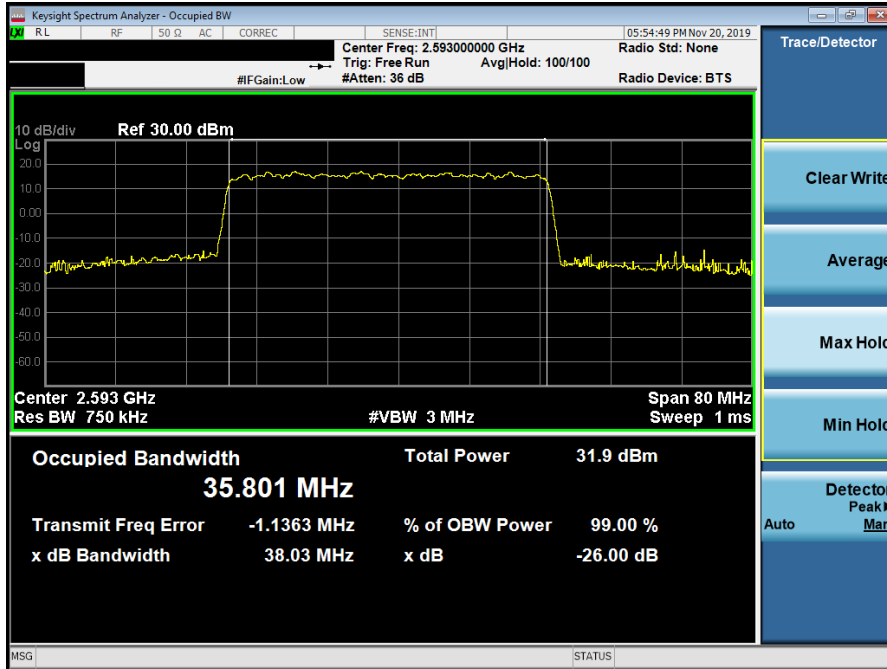 Keysight Spectrum Analyzer - Occupied BW
LXI RL RF 50 Ω AC CORREC SENSE:INT 05:54:49 PM Nov 20, 2019
Center Freq: 2.593000000 GHz Radio Std: None
Trig: Free Run Avg|Hold: 100/100
#IFGain:Low #Atten: 36 dB Radio Device: BTS
Trace/Detector
10 dB/div Ref 30.00 dBm
Log
20.0
10.0
0.00
-10.0
-20.0
-30.0
-40.0
-50.0
-60.0
Center 2.593 GHz Span 80 MHz
Res BW 750 kHz #VBW 3 MHz Sweep 1 ms
Occupied Bandwidth Total Power 31.9 dBm
35.801 MHz
Transmit Freq Error -1.1363 MHz % of OBW Power 99.00 %
x dB Bandwidth 38.03 MHz x dB -26.00 dB
Clear Write
Average
Max Hold
Min Hold
Detector
Peak
Auto Man
MSG STATUS